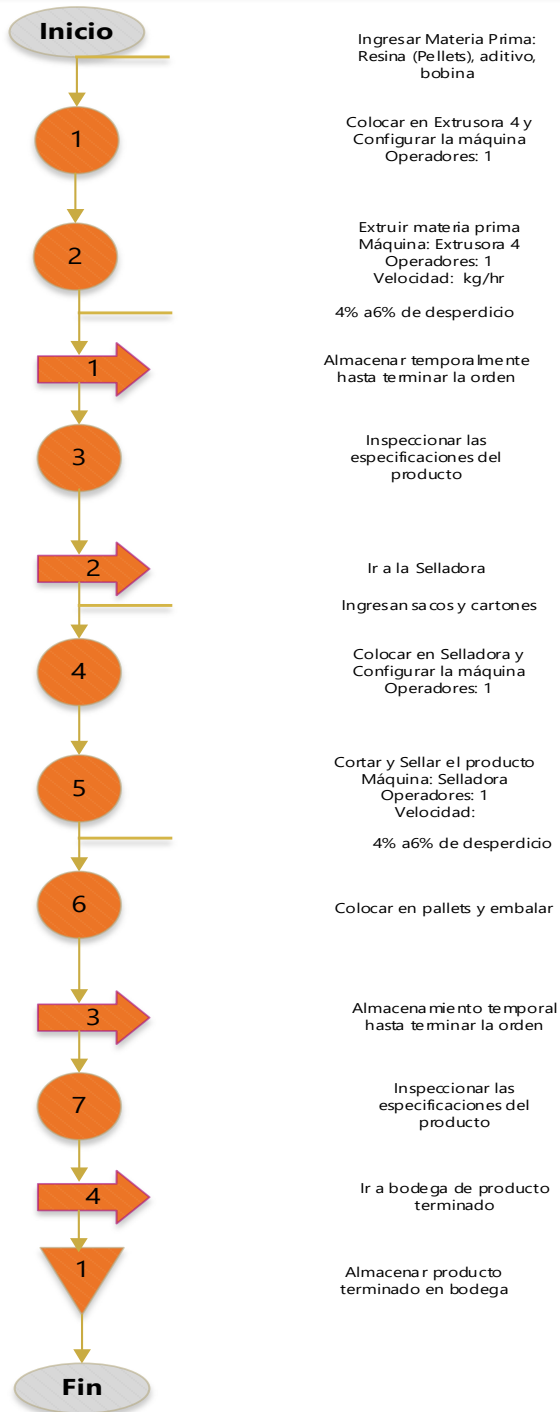 Inicio
Ingresar Materia Prima:
Resina (Pellets), aditivo,
bobina
1
Colocar en Extrusora 4 y
Configurar la máquina
Operadores: 1
2
Extruir materia prima
Máquina: Extrusora 4
Operadores: 1
Velocidad: kg/hr
4% a6% de desperdicio
1
Almacenar temporalmente
hasta terminar la orden
3
Inspeccionar las
especificaciones del
producto
2
Ir a la Selladora
Ingresan sacos y cartones
4
Colocar en Selladora y
Configurar la máquina
Operadores: 1
5
Cortar y Sellar el producto
Máquina: Selladora
Operadores: 1
Velocidad:
4% a6% de desperdicio
6
Colocar en pallets y embalar
3
Almacenamiento temporal
hasta terminar la orden
7
Inspeccionar las
especificaciones del
producto
4
Ir a bodega de producto
terminado
1
Almacenar producto
terminado en bodega
Fin